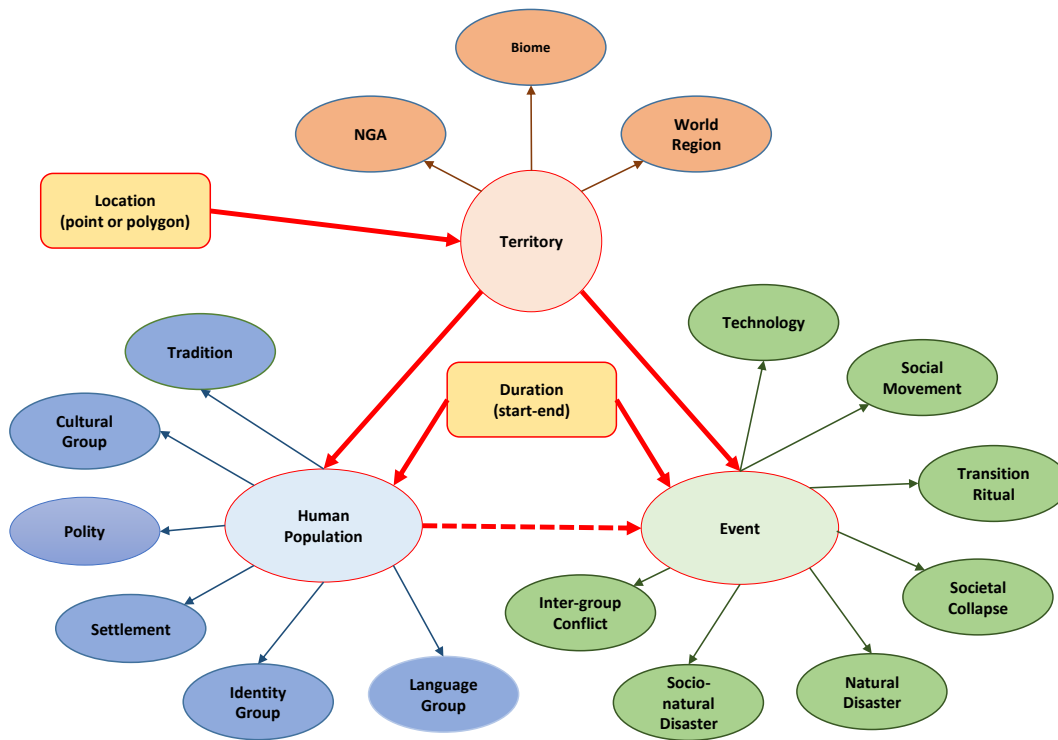 Biome
NGA
World
Region
Location
(point or polygon)
Territory
Technology
Tradition
Social
Movement
Duration
(start-end)
Cultural
Group
Transition
Ritual
Polity
Human
Population
Event
Inter-group
Conflict
Societal
Collapse
Settlement
Identity
Group
Language
Group
Socio-
natural
Disaster
Natural
Disaster